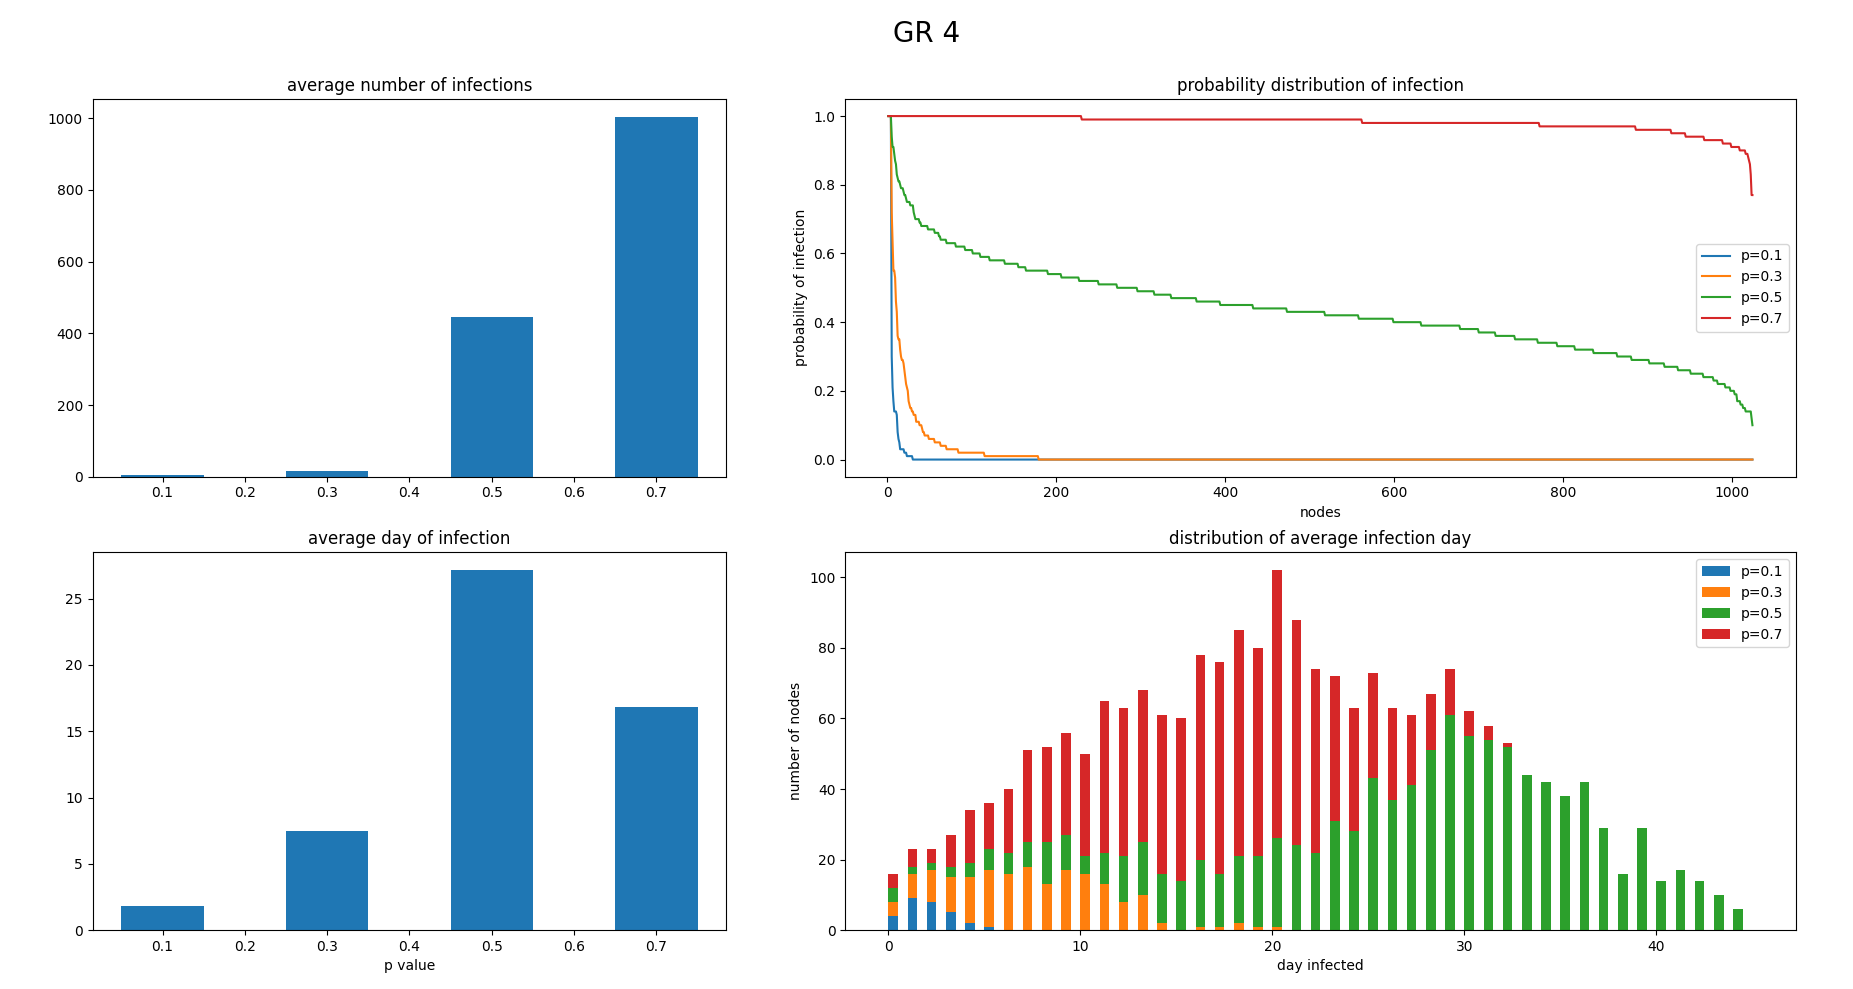 GR 4
average number of infections
1000
800
600
400
200
0
0.1 0.2 0.3 0.4 0.5 0.6 0.7
probability distribution of infection
probability of infection
1.0
0.8
0.6
0.4
0.2
0.0
p=0.1
p=0.3
p=0.5
p=0.7
0 200 400 600 800 1000
nodes
average day of infection
25
20
15
10
5
0
0.1 0.2 0.3 0.4 0.5 0.6 0.7
p value
distribution of average infection day
number of nodes
100
80
60
40
20
0
p=0.1
p=0.3
p=0.5
p=0.7
0 10 20 30 40
day infected